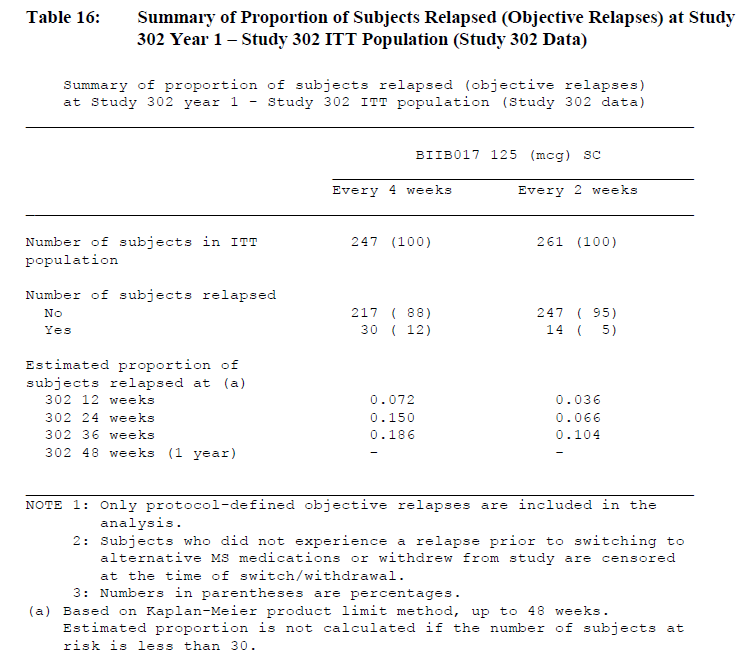 Table 16: Summary of Proportion of Subjects Relapsed (Objective Relapses) at Study
302 Year 1 – Study 302 ITT Population (Study 302 Data)
Summary of proportion of subjects relapsed (objective relapses)
at Study 302 year 1 - Study 302 ITT population (Study 302 data)
BIIB017 125 (mcg) SC
Every 4 weeks Every 2 weeks
Number of subjects in ITT 247 (100) 261 (100)
population
Number of subjects relapsed
No 217 ( 88) 247 ( 95)
Yes 30 ( 12) 14 ( 5)
Estimated proportion of
subjects relapsed at (a)
302 12 weeks 0.072 0.036
302 24 weeks 0.150 0.066
302 36 weeks 0.186 0.104
302 48 weeks (1 year) - -
NOTE 1: Only protocol-defined objective relapses are included in the
analysis.
2: Subjects who did not experience a relapse prior to switching to
alternative MS medications or withdrew from study are censored
at the time of switch/withdrawal.
3: Numbers in parentheses are percentages.
(a) Based on Kaplan-Meier product limit method, up to 48 weeks.
Estimated proportion is not calculated if the number of subjects at
risk is less than 30.